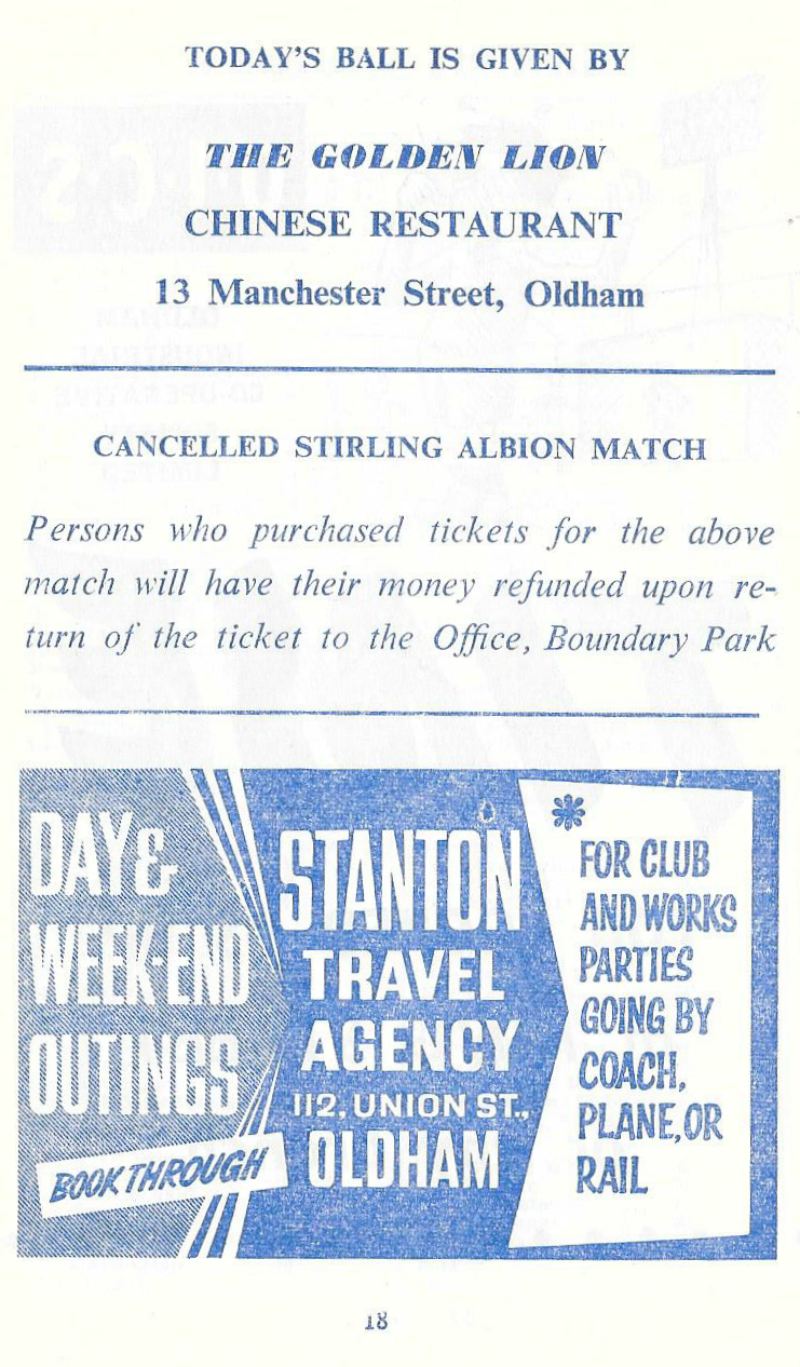 TODAY'S BALL IS GIVEN BY
THE GOLDEN LION
CHINESE RESTAURANT
13 Manchester Street, Oldham
CANCELLED STIRLING ALBION MATCH
Persons who purchased tickets for the above
match will have their money refunded upon re-
turn of the ticket to the Office, Boundary Park
DAY &
WEEK-END
OUTINGS
BOOK THROUGH
STANTON
TRAVEL
AGENCY
112, UNION ST.,
OLDHAM
*
FOR CLUB
AND WORKS
PARTIES
GOING BY
COACH,
PLANE, OR
RAIL
18